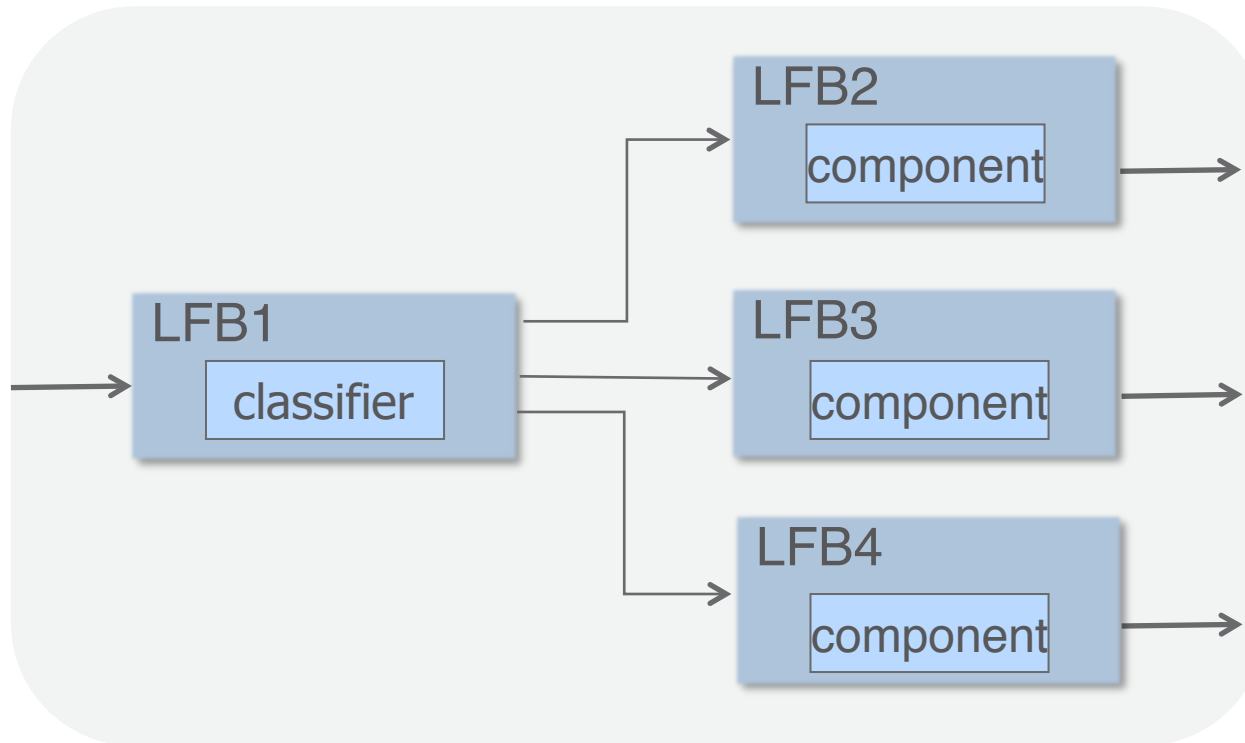 LFB1
classifier
LFB2
component
LFB3
component
LFB4
component